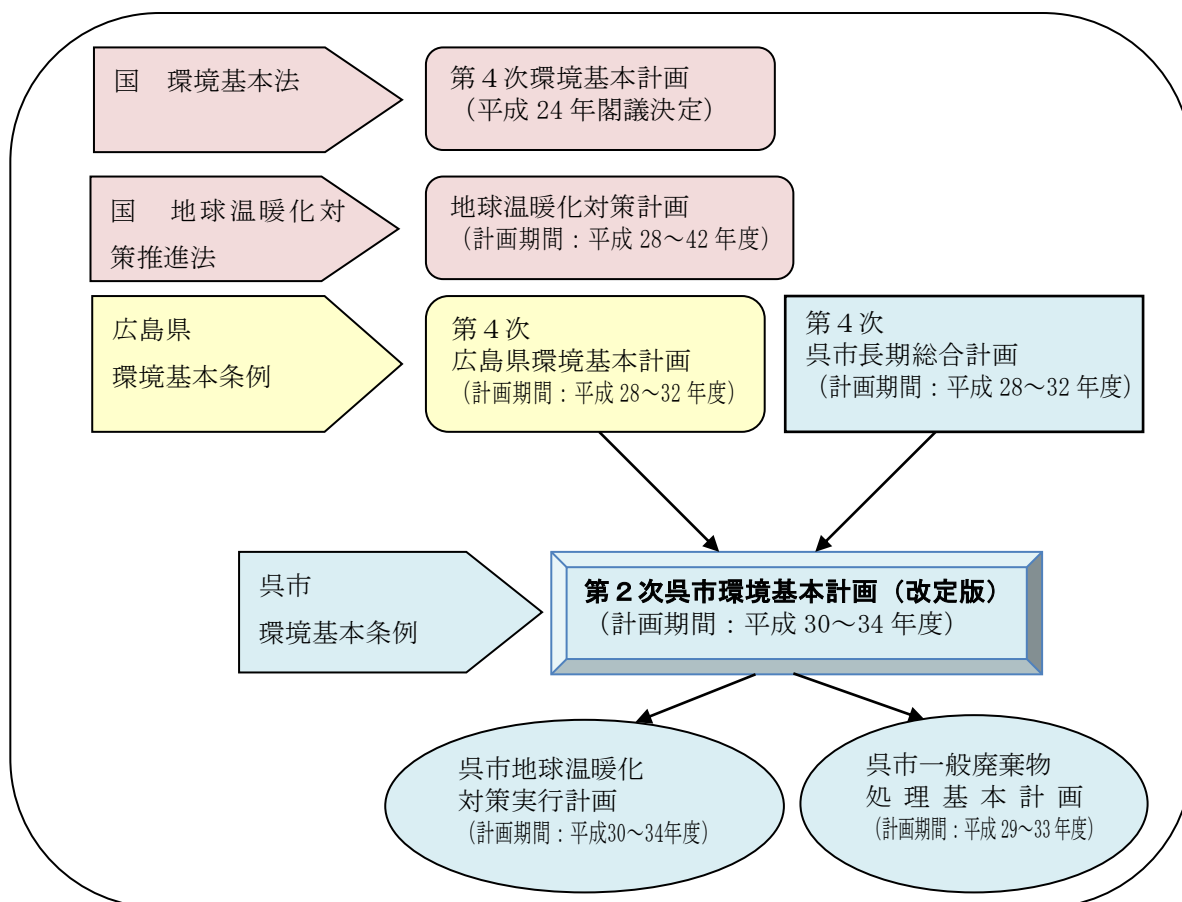 国　環境基本法
第４次環境基本計画
（平成 24 年閣議決定）
国　地球温暖化対
策推進法
地球温暖化対策計画
（計画期間：平成 28～42 年度）
広島県
環境基本条例
第４次
広島県環境基本計画
（計画期間：平成 28～32 年度）
第４次
呉市長期総合計画
（計画期間：平成 28～32 年度）
呉市
環境基本条例
第２次呉市環境基本計画（改定版）
（計画期間：平成 30～34 年度）
呉市地球温暖化
対策実行計画
（計画期間：平成30～34年度）
呉市一般廃棄物
処 理 基 本 計 画
（計画期間：平成 29～33 年度）